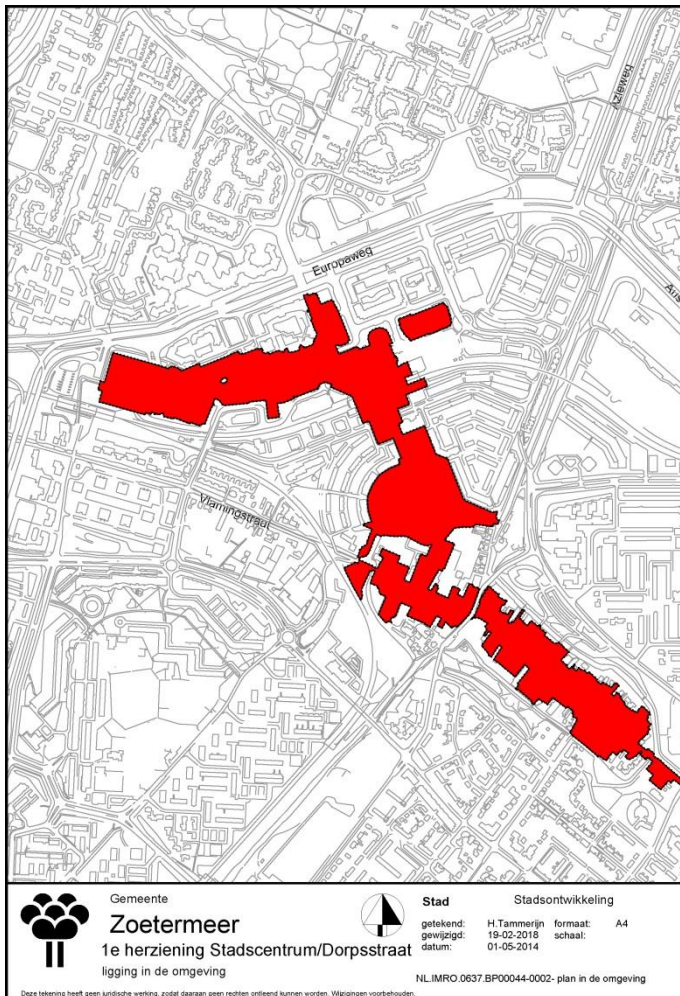 Aziëweg
Europaweg
Vlamingstraat
Gemeente
Zoetermeer
1e herziening Stadscentrum/Dorpsstraat
ligging in de omgeving
Stad Stadsontwikkeling
getekend: H.Tammerijn formaat: A4
gewijzigd: 19-02-2018 schaal:
datum: 01-05-2014
NL.IMRO.0637.BP00044-0002- plan in de omgeving
Deze tekening heeft geen juridische werking, zodat daaraan geen rechten ontleend kunnen worden. Wijzigingen voorbehouden.